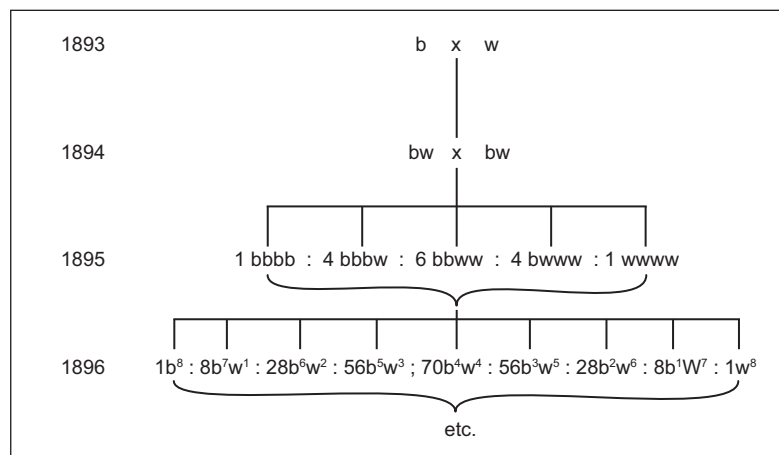 1893 b x w
1894 bw x bw
1895 1 bbbb : 4 bbbw : 6 bbww : 4 bwww : 1 wwww
1896 1b⁸ : 8b⁷w¹ : 28b⁶w² : 56b⁵w³ ; 70b⁴w⁴ : 56b³w⁵ : 28b²w⁶ : 8b¹W⁷ : 1w⁸
etc.